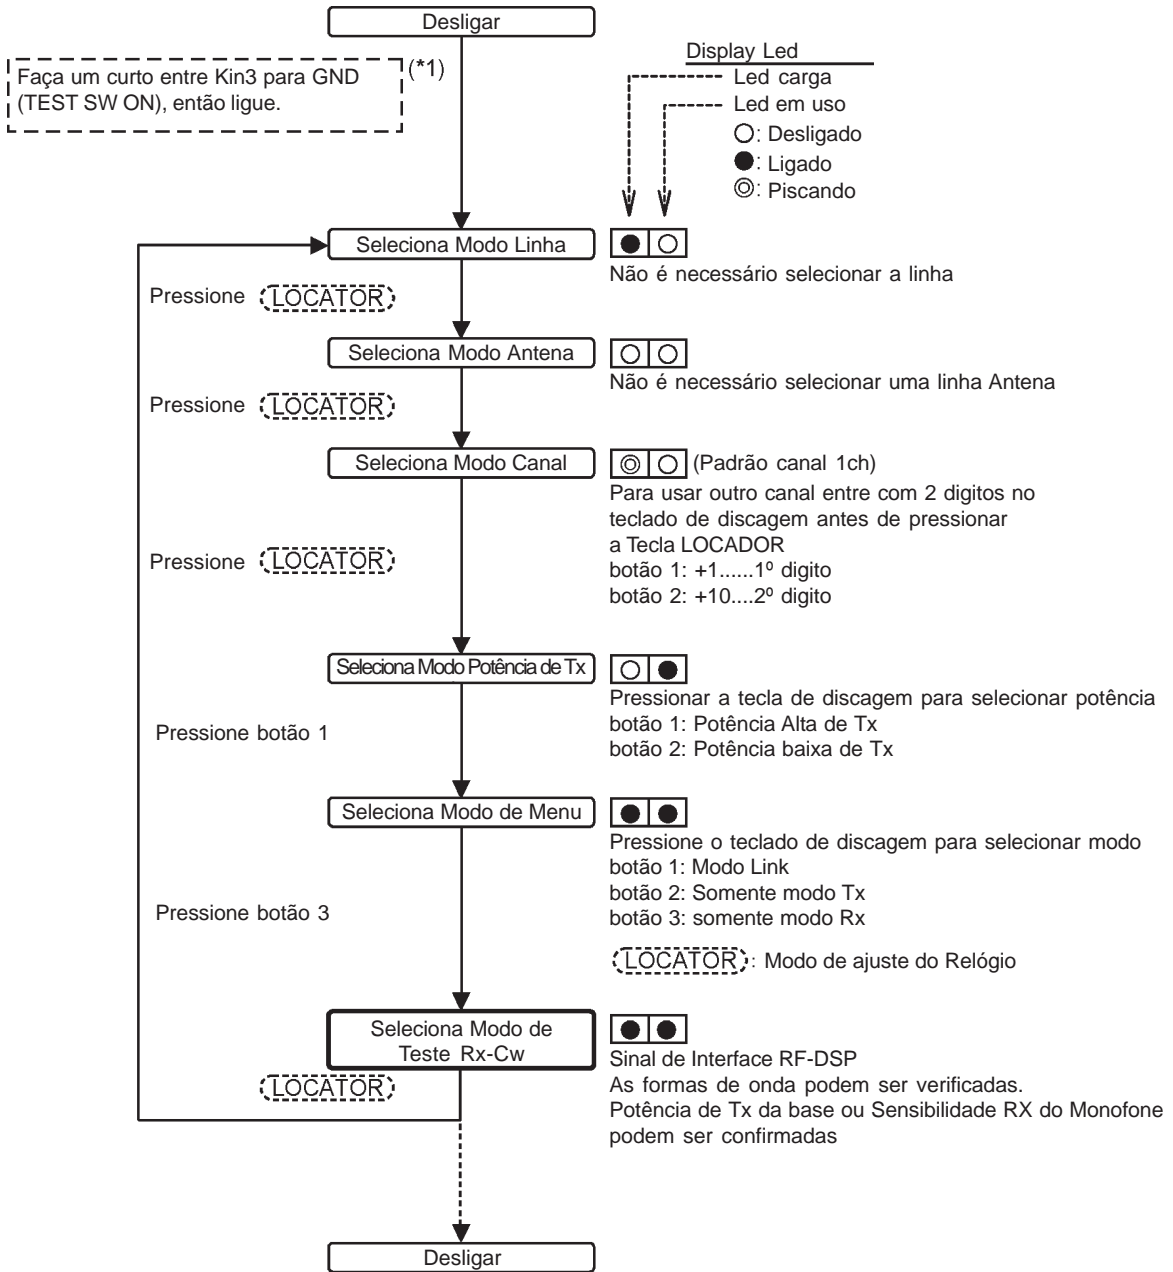 Desligar
Faça um curto entre Kin3 para GND
(TEST SW ON), então ligue.
(*1)
Display Led
Led carga
Led em uso
: Desligado
: Ligado
: Piscando
Seleciona Modo Linha
Não é necessário selecionar a linha
Pressione (LOCATOR)
Seleciona Modo Antena
Não é necessário selecionar uma linha Antena
Pressione (LOCATOR)
Seleciona Modo Canal
(Padrão canal 1ch)
Para usar outro canal entre com 2 digitos no
teclado de discagem antes de pressionar
a Tecla LOCADOR
botão 1: +1......1º digito
botão 2: +10....2º digito
Pressione (LOCATOR)
Seleciona Modo Potência de Tx
Pressionar a tecla de discagem para selecionar potência
botão 1: Potência Alta de Tx
botão 2: Potência baixa de Tx
Pressione botão 1
Seleciona Modo de Menu
Pressione o teclado de discagem para selecionar modo
botão 1: Modo Link
botão 2: Somente modo Tx
botão 3: somente modo Rx
(LOCATOR): Modo de ajuste do Relógio
Pressione botão 3
Seleciona Modo de
Teste Rx-Cw
Sinal de Interface RF-DSP
As formas de onda podem ser verificadas.
Potência de Tx da base ou Sensibilidade RX do Monofone
podem ser confirmadas
(LOCATOR)
Desligar